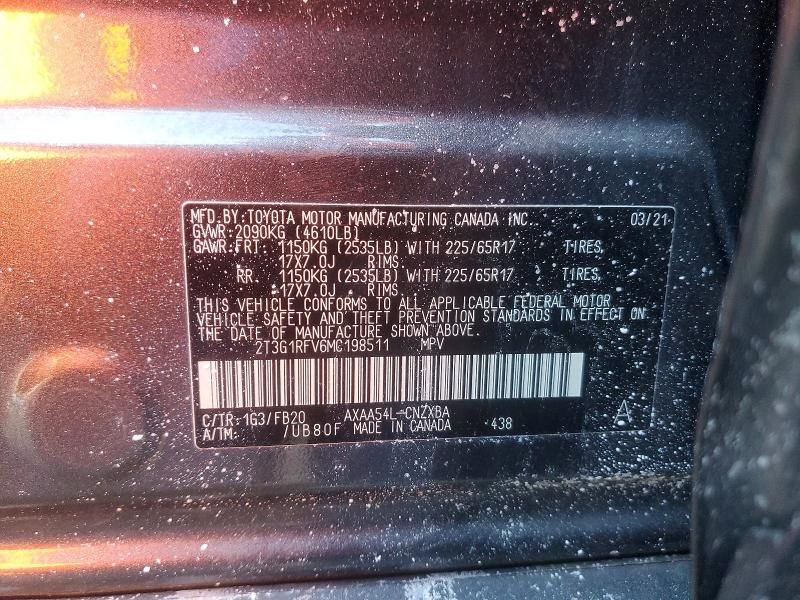 MFD.BY:TOYOTA MOTOR MANUFACTURING CANADA INC. 03/21
GVWR:2090KG (4610LB)
GAWR:FRT. 1150KG (2535LB) WITH 225/65R17 TIRES,
17X7.0J RIMS.
RR. 1150KG (2535LB) WITH 225/65R17 TIRES,
17X7.0J RIMS.
THIS VEHICLE CONFORMS TO ALL APPLICABLE FEDERAL MOTOR
VEHICLE SAFETY AND THEFT PREVENTION STANDARDS IN EFFECT ON
THE DATE OF MANUFACTURE SHOWN ABOVE.
2T3G1RFV6MC198511 MPV
C/TR:1G3/FB20 AXAA54L-CNZXBA A
A/TM: /UB80F MADE IN CANADA 438